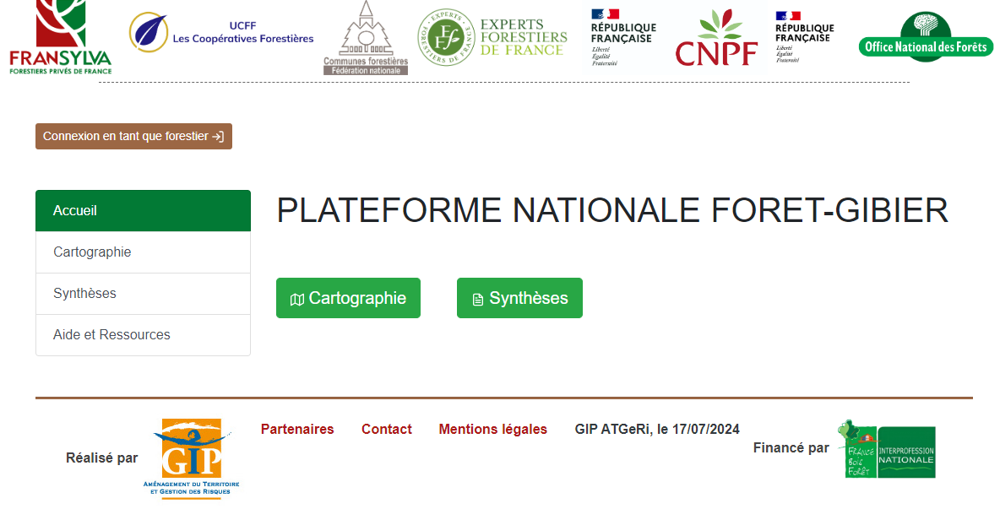 FRANSYLVA
FORESTIERS PRIVÉS DE FRANCE
UCFF
Les Coopératives Forestières
Communes forestières
Fédération nationale
EXPERTS
FORESTIERS DE FRANCE
EFF
EXPERTS
FORESTIERS
DE FRANCE
RÉPUBLIQUE
FRANÇAISE
Liberté
Égalité
Fraternité
CNPF
RÉPUBLIQUE
FRANÇAISE
Liberté
Égalité
Fraternité
Office National des Forêts
Connexion en tant que forestier
Accueil
Cartographie
Synthèses
Aide et Ressources
PLATEFORME NATIONALE FORET-GIBIER
Cartographie
Synthèses
Réalisé par
GIP
AMÉNAGEMENT DU TERRITOIRE
ET GESTION DES RISQUES
Partenaires
Contact
Mentions légales
GIP ATGeRi, le 17/07/2024
Financé par
FRANCE
BOIS
FORÊT
INTERPROFESSION
NATIONALE